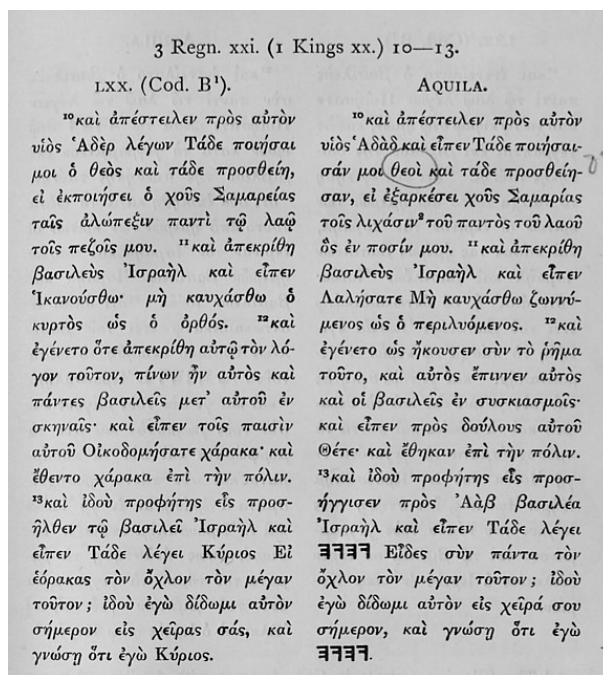 3 Regn. xxi. (1 Kings xx.) 10—13.
LXX. (Cod. B¹).
¹⁰καὶ ἀπέστειλεν πρὸς αὐτὸν
υἱὸς Ἁδὲρ λέγων Τάδε ποιήσαι
μοι ὁ θεὸς καὶ τάδε προσθείη,
εἰ ἐκποιήσει ὁ χοῦς Σαμαρείας
ταῖς ἀλώπεξιν παντὶ τῷ λαῷ
τοῖς πεζοῖς μου. ¹¹καὶ ἀπεκρίθη
βασιλεὺς Ἰσραὴλ καὶ εἶπεν
Ἱκανούσθω· μὴ καυχάσθω ὁ
κυρτὸς ὡς ὁ ὀρθός. ¹²καὶ
ἐγένετο ὅτε ἀπεκρίθη αὐτῷ τὸν λό-
γον τοῦτον, πίνων ἦν αὐτὸς καὶ
πάντες βασιλεῖς μετ’ αὐτοῦ ἐν
σκηναῖς· καὶ εἶπεν τοῖς παισὶν
αὐτοῦ Οἰκοδομήσατε χάρακα· καὶ
ἔθεντο χάρακα ἐπὶ τὴν πόλιν.
¹³καὶ ἰδοὺ προφήτης εἷς προσ-
ῆλθεν τῷ βασιλεῖ Ἰσραὴλ καὶ
εἶπεν Τάδε λέγει Κύριος Εἰ
ἑόρακας τὸν ὄχλον τὸν μέγαν
τοῦτον; ἰδοὺ ἐγὼ δίδωμι αὐτὸν
σήμερον εἰς χεῖρας σάς, καὶ
γνώσῃ ὅτι ἐγὼ Κύριος.
AQUILA.
¹⁰καὶ ἀπέστειλεν πρὸς αὐτὸν
υἱὸς Ἁδὰδ καὶ εἶπεν Τάδε ποιήσαι-
σάν μοι θεοὶ καὶ τάδε προσθείη-
σαν, εἰ ἐξαρκέσει χοῦς Σαμαρίας
τοῖς λιχάσιν² τοῦ παντὸς τοῦ λαοῦ
ὃς ἐν ποσίν μου. ¹¹καὶ ἀπεκρίθη
βασιλεὺς Ἰσραὴλ καὶ εἶπεν
Λαλήσατε Μὴ καυχάσθω ζωννύ-
μενος ὡς ὁ περιλυόμενος. ¹²καὶ
ἐγένετο ὡς ἤκουσεν σὺν τὸ ῥῆμα
τοῦτο, καὶ αὐτὸς ἔπιννεν αὐτὸς
καὶ οἱ βασιλεῖς ἐν συσκιασμοῖς·
καὶ εἶπεν πρὸς δούλους αὐτοῦ
Θέτε· καὶ ἔθηκαν ἐπὶ τὴν πόλιν.
¹³καὶ ἰδοὺ προφήτης εἷς προσ-
ήγγισεν πρὸς Ἀὰβ βασιλέα
Ἰσραὴλ καὶ εἶπεν Τάδε λέγει
𐤉𐤄𐤅𐤄 Εἶδες σὺν πάντα τὸν
ὄχλον τὸν μέγαν τοῦτον; ἰδοὺ
ἐγὼ δίδωμι αὐτὸν εἰς χεῖρά σου
σήμερον, καὶ γνώσῃ ὅτι ἐγὼ
𐤉𐤄𐤅𐤄.